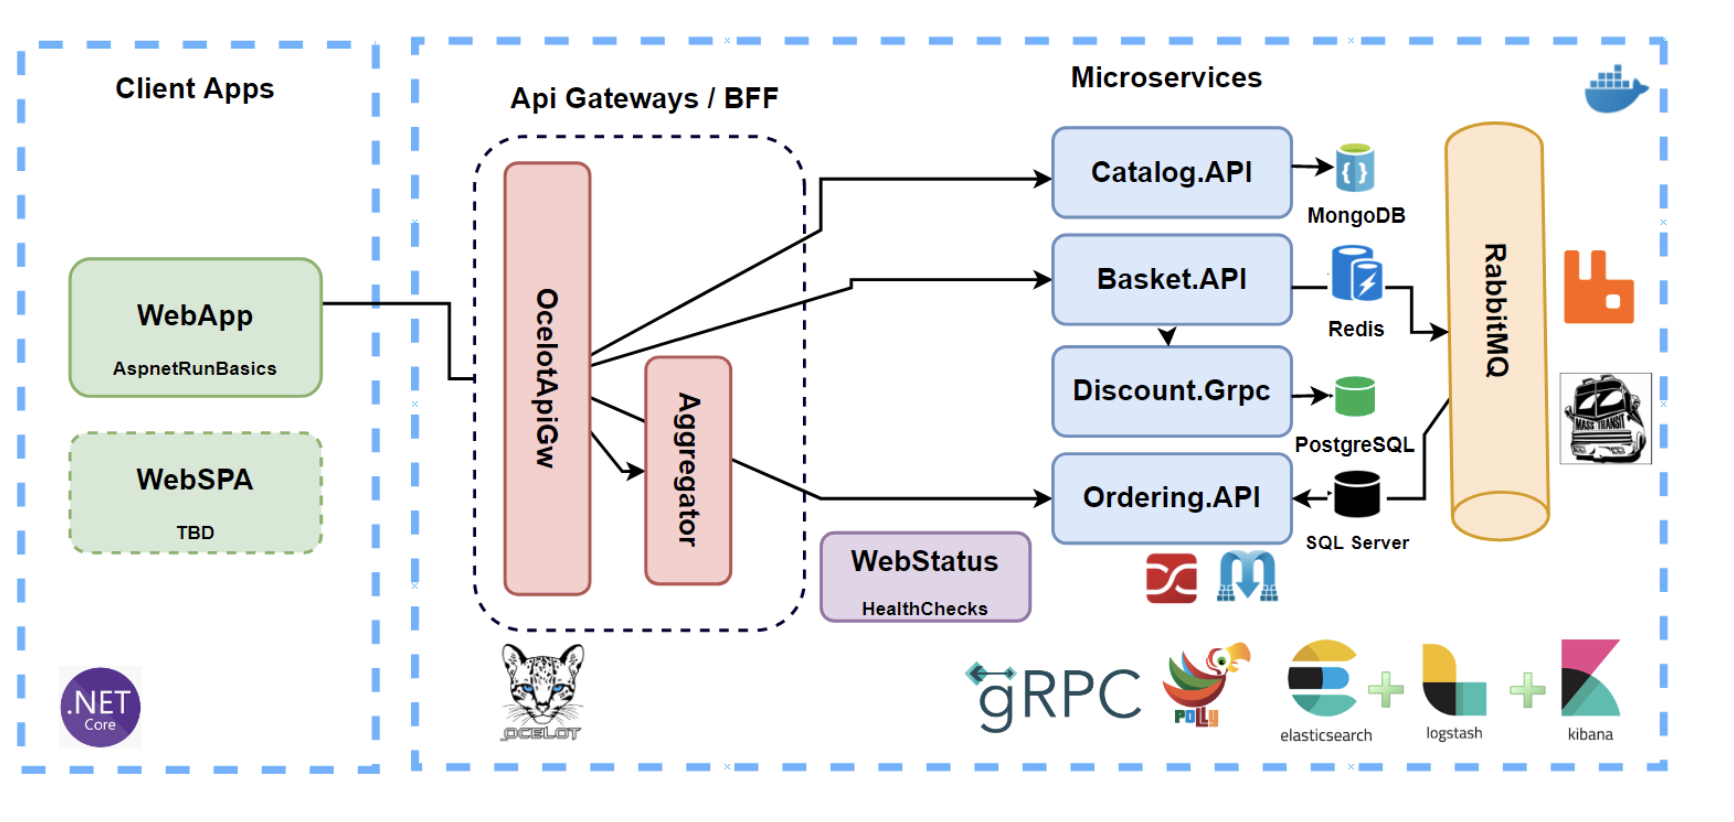 Client Apps
WebApp
AspnetRunBasics
WebSPA
TBD
.NET
Core
Api Gateways / BFF
OcelotApiGw
Aggregator
OCELOT
WebStatus
HealthChecks
Microservices
Catalog.API
MongoDB
Basket.API
Redis
Discount.Grpc
PostgreSQL
Ordering.API
SQL Server
RabbitMQ
MASS TRANSIT
gRPC
POLLY
elasticsearch
logstash
kibana